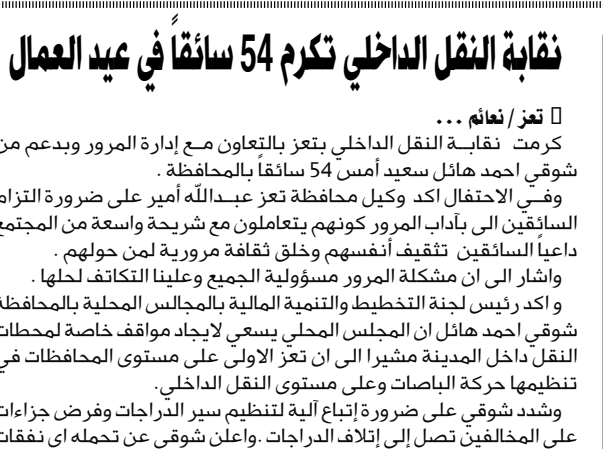 نقابة النقل الداخلي تكرم 54 سائقاً في عيد العمال
تعز / نعائم ...
كرمت نقابــة النقل الداخلي بتعز بالتعاون مــع إدارة المرور وبدعم من
شوقي احمد هائل سعيد أمس 54 سائقاً بالمحافظة .
وفــي الاحتفال اكد وكيل محافظة تعز عبــدالله أمير على ضرورة التزام
السائقين الى بآداب المرور كونهم يتعاملون مع شريحة واسعة من المجتمع
داعياً السائقين تثقيف أنفسهم وخلق ثقافة مرورية لمن حولهم .
واشار الى ان مشكلة المرور مسؤولية الجميع وعلينا التكاتف لحلها .
و اكد رئيس لجنة التخطيط والتنمية المالية بالمجالس المحلية بالمحافظة
شوقي احمد هائل ان المجلس المحلي يسعي لايجاد مواقف خاصة لمحطات
النقل داخل المدينة مشيرا الى ان تعز الاولى على مستوى المحافظات في
تنظيمها حركة الباصات وعلى مستوى النقل الداخلي.
وشدد شوقي على ضرورة إتباع آلية لتنظيم سير الدراجات وفرض جزاءات
على المخالفين تصل إلى إتلاف الدراجات .واعلن شوقي عن تحمله اى نفقات